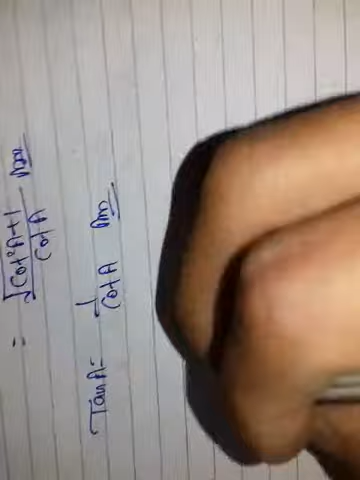 = √cot²A+1 / cot A Ans
Tan A = 1 / cot A Ans